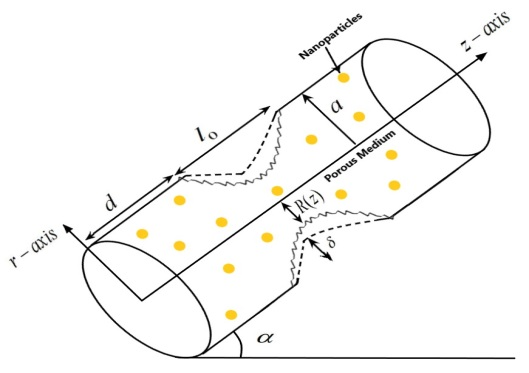 Nanoparticles
z – axis
a
l₀
Porous Medium
d
R(z)
r – axis
δ
α